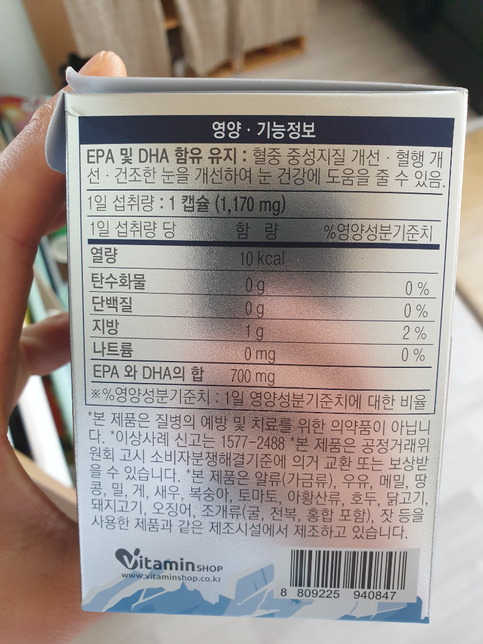 영양 · 기능정보
EPA 및 DHA 함유 유지 : 혈중 중성지질 개선 · 혈행 개
선 · 건조한 눈을 개선하여 눈 건강에 도움을 줄 수 있음.
1일 섭취량 : 1 캡슐 (1,170 mg)
1일 섭취량 당 함 량 %영양성분기준치
열량 10 kcal
탄수화물 0 g 0 %
단백질 0 g 0 %
지방 1 g 2 %
나트륨 0 mg 0 %
EPA 와 DHA의 합 700 mg
※%영양성분기준치 : 1일 영양성분기준치에 대한 비율
*본 제품은 질병의 예방 및 치료를 위한 의약품이 아닙니
다. *이상사례 신고는 1577-2488 *본 제품은 공정거래위
원회 고시 소비자분쟁해결기준에 의거 교환 또는 보상받
을 수 있습니다. *본 제품은 알류(가금류), 우유, 메밀, 땅
콩, 밀, 게, 새우, 복숭아, 토마토, 아황산류, 호두, 닭고기,
돼지고기, 오징어, 조개류(굴, 전복, 홍합 포함), 잣 등을
사용한 제품과 같은 제조시설에서 제조하고 있습니다.
Vitamin SHOP
www.vitaminshop.co.kr
8 809225 940847